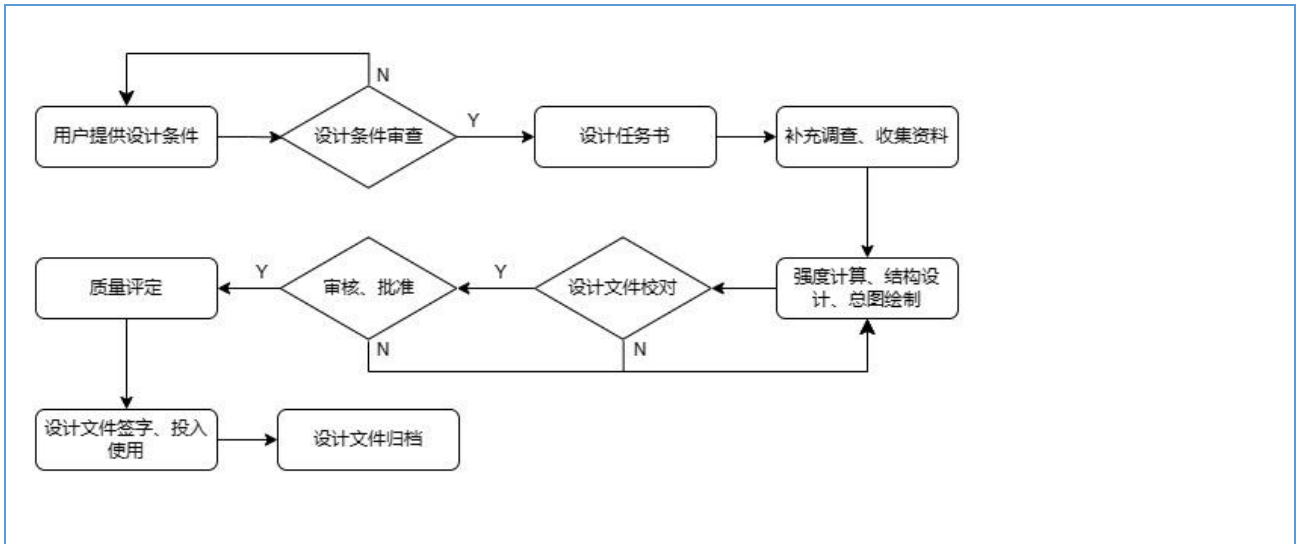 N
用户提供设计条件
设计条件审查
Y
设计任务书
补充调查、收集资料
质量评定
Y
审核、批准
Y
设计文件校对
强度计算、结构设
计、总图绘制
N
N
设计文件签字、投入
使用
设计文件归档